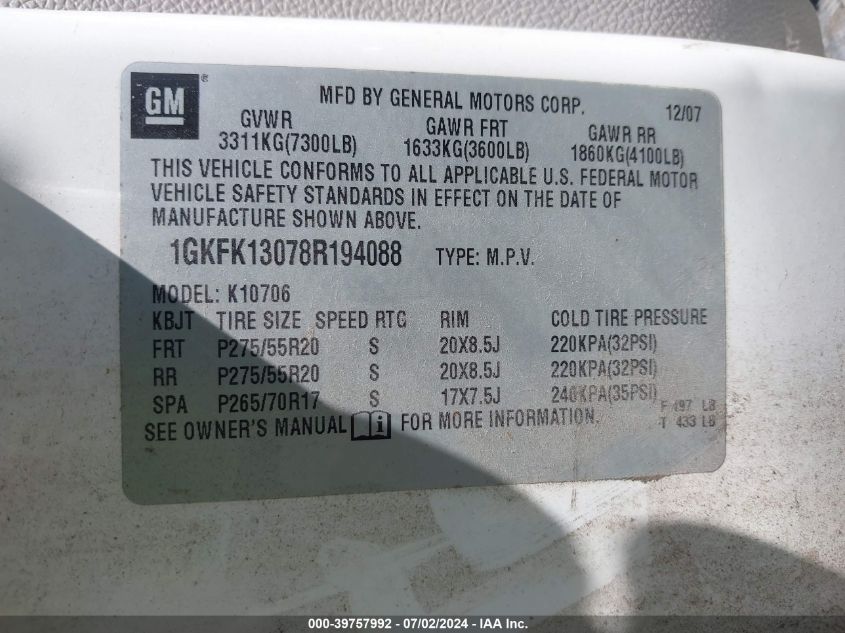 GM ®
MFD BY GENERAL MOTORS CORP. 12/07
GVWR GAWR FRT GAWR RR
3311KG(7300LB) 1633KG(3600LB) 1860KG(4100LB)
THIS VEHICLE CONFORMS TO ALL APPLICABLE U.S. FEDERAL MOTOR
VEHICLE SAFETY STANDARDS IN EFFECT ON THE DATE OF
MANUFACTURE SHOWN ABOVE.
1GKFK13078R194088 TYPE: M.P.V.
MODEL: K10706
KBJT TIRE SIZE SPEED RTG RIM COLD TIRE PRESSURE
FRT P275/55R20 S 20X8.5J 220KPA(32PSI)
RR P275/55R20 S 20X8.5J 220KPA(32PSI)
SPA P265/70R17 S 17X7.5J 240KPA(35PSI)
F 497 LB
SEE OWNER'S MANUAL i FOR MORE INFORMATION.
T 433 LB
000-39757992 - 07/02/2024 - IAA Inc.